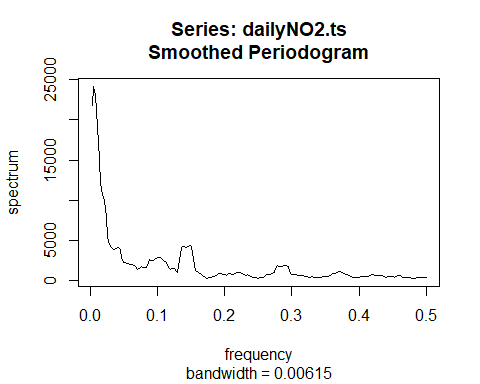 Series: dailyNO2.ts
Smoothed Periodogram
spectrum
25000
15000
5000
0
0.0 0.1 0.2 0.3 0.4 0.5
frequency
bandwidth = 0.00615